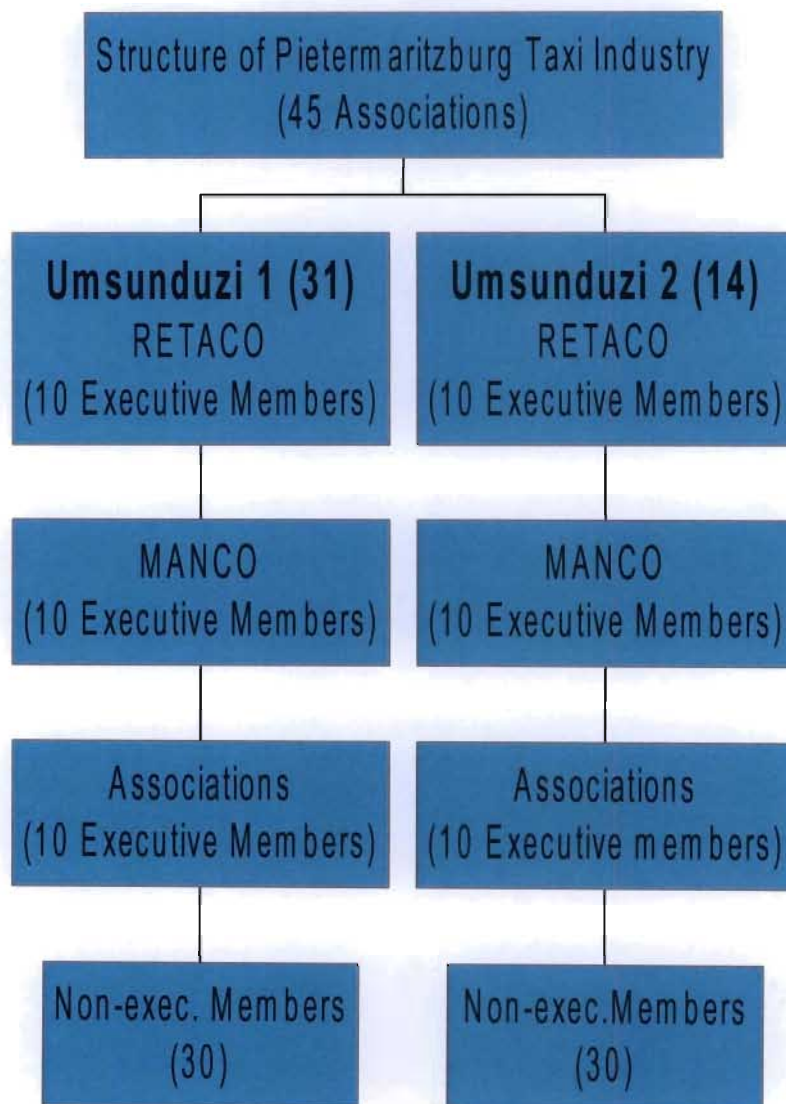 Structure of Pietermaritzburg Taxi Industry
(45 Associations)
Umsunduzi 1 (31)
RETACO
(10 Executive Members)
Umsunduzi 2 (14)
RETACO
(10 Executive Members)
MANCO
(10 Executive Members)
MANCO
(10 Executive Members)
Associations
(10 Executive Members)
Associations
(10 Executive members)
Non-exec. Members
(30)
Non-exec.Members
(30)